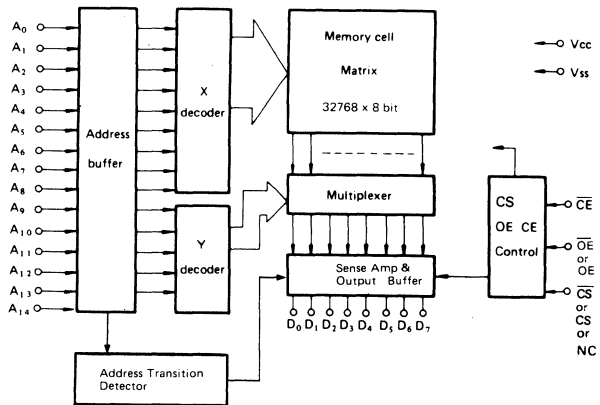 A0
A1
A2
A3
A4
A5
A6
A7
A8
A9
A10
A11
A12
A13
A14
Address
buffer
X
decoder
Y
decoder
Memory cell
Matrix
32768 x 8 bit
Multiplexer
Sense Amp &
Output Buffer
D0 D1 D2 D3 D4 D5 D6 D7
Address Transition
Detector
Vcc
Vss
CS
OE CE
Control
CE
OE
or
OE
CS
or
CS
or
NC